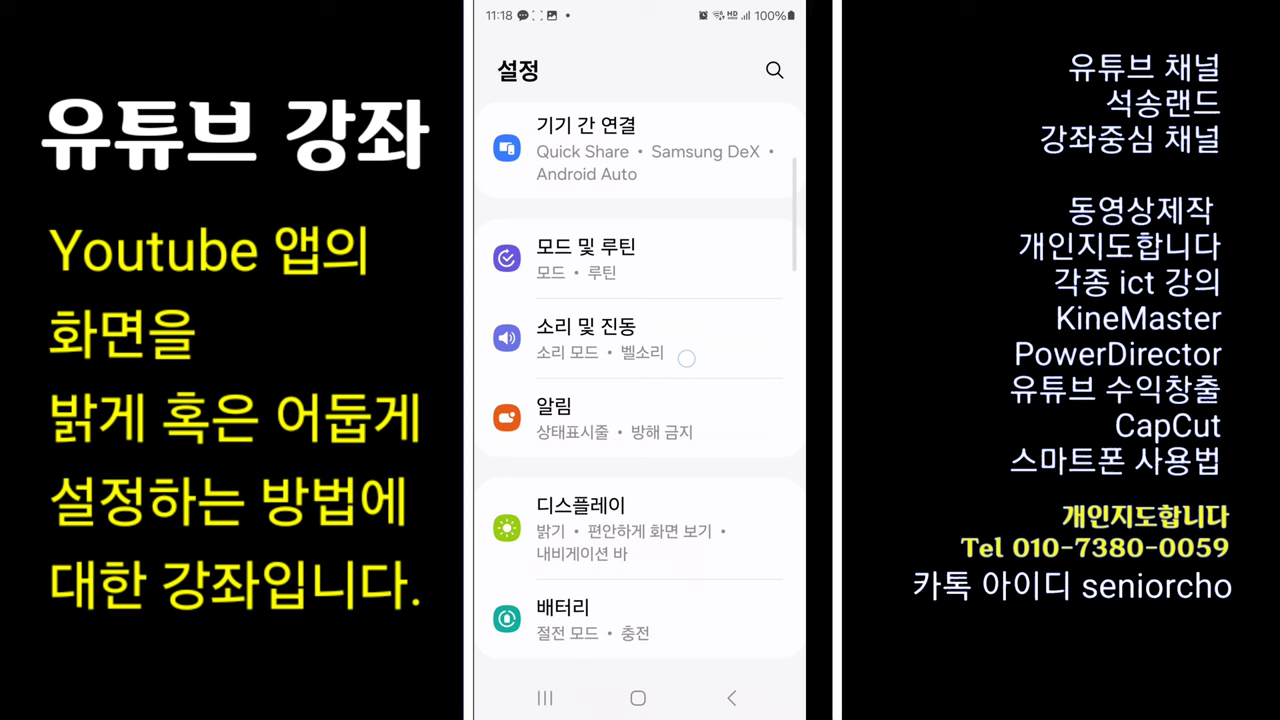 유튜브 강좌
Youtube 앱의
화면을
밝게 혹은 어둡게
설정하는 방법에
대한 강좌입니다.
11:18
HD
100%
설정
기기 간 연결
Quick Share • Samsung DeX •
Android Auto
모드 및 루틴
모드 • 루틴
소리 및 진동
소리 모드 • 벨소리
알림
상태표시줄 • 방해 금지
디스플레이
밝기 • 편안하게 화면 보기 •
내비게이션 바
배터리
절전 모드 • 충전
유튜브 채널
석송랜드
강좌중심 채널
동영상제작
개인지도합니다
각종 ict 강의
KineMaster
PowerDirector
유튜브 수익창출
CapCut
스마트폰 사용법
개인지도합니다
Tel 010-7380-0059
카톡 아이디 seniorcho